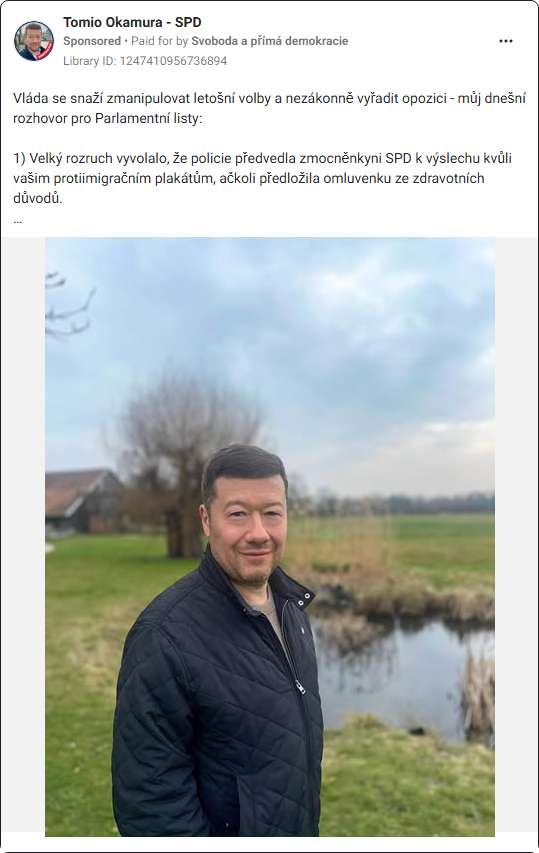 Tomio Okamura - SPD
Sponsored • Paid for by Svoboda a přímá demokracie
Library ID: 1247410956736894
Vláda se snaží zmanipulovat letošní volby a nezákonně vyřadit opozici - můj dnešní
rozhovor pro Parlamentní listy:
1) Velký rozruch vyvolalo, že policie předvedla zmocněnkyni SPD k výslechu kvůli
vašim protiimigračním plakátům, ačkoli předložila omluvenku ze zdravotních
důvodů.
...